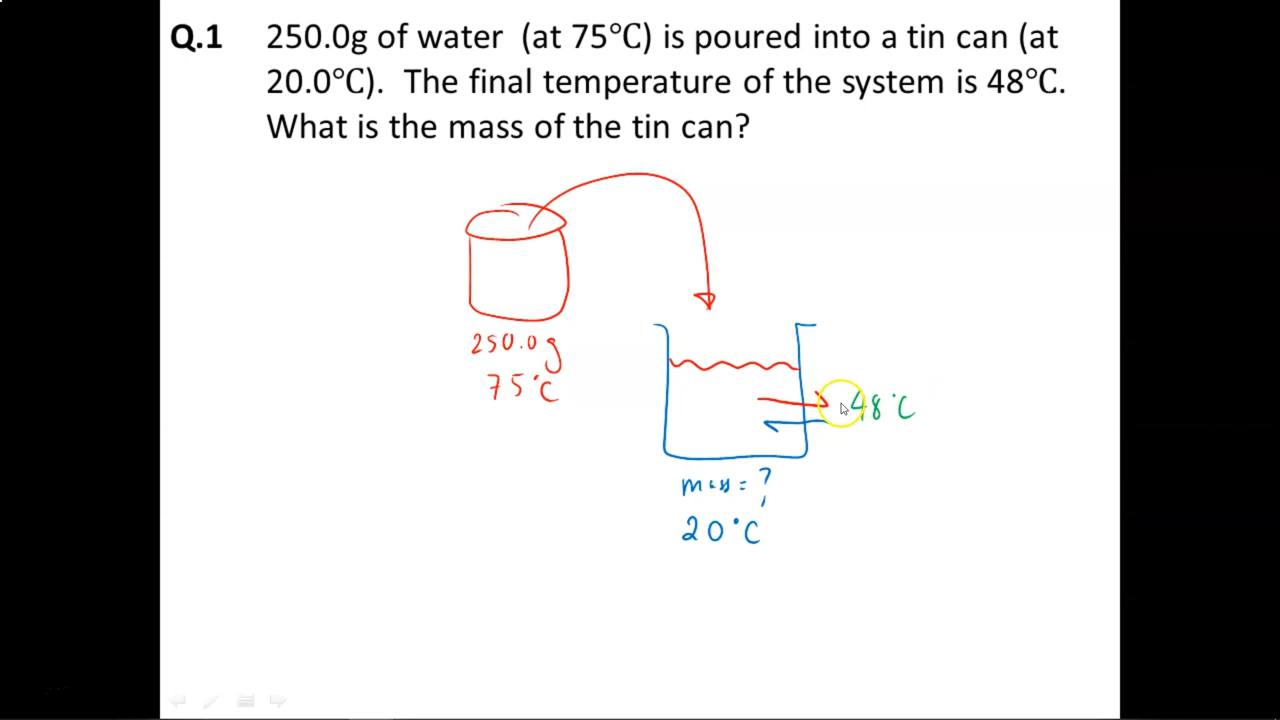 Q.1 250.0g of water (at 75°C) is poured into a tin can (at
20.0°C). The final temperature of the system is 48°C.
What is the mass of the tin can?
250.0g
75°C
48°C
mass = ?
20°C